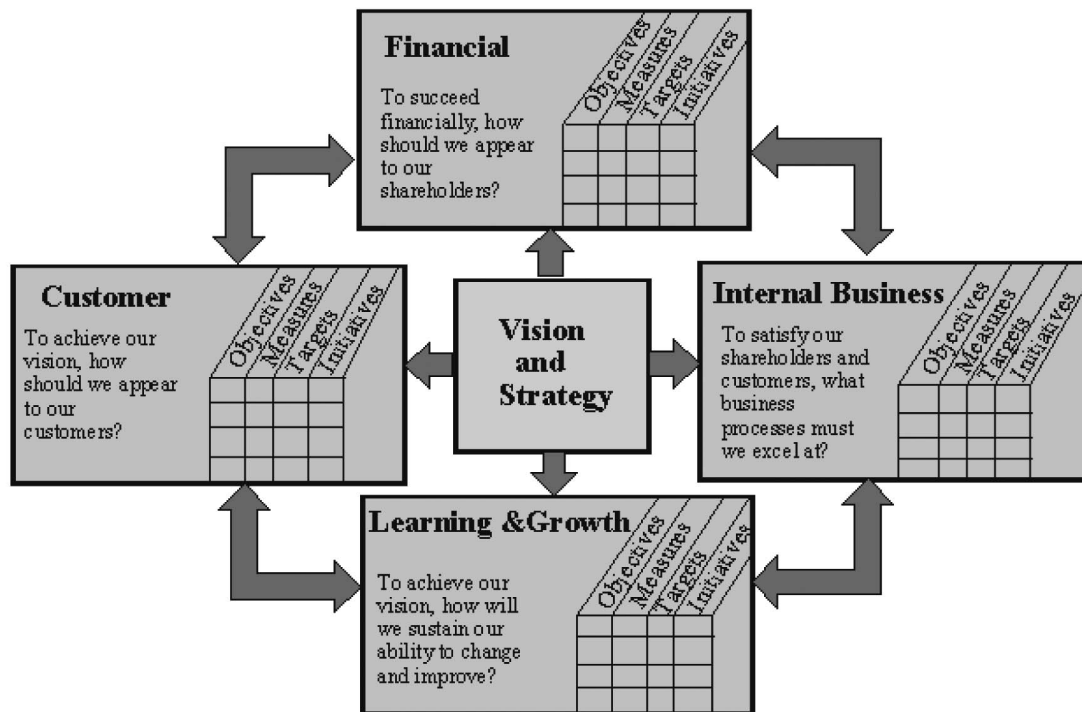 Financial
To succeed
financially, how
should we appear
to our
shareholders?
Objectives
Measures
Targets
Initiatives
Customer
To achieve our
vision, how
should we appear
to our
customers?
Objectives
Measures
Targets
Initiatives
Vision
and
Strategy
Internal Business
To satisfy our
shareholders and
customers, what
business
processes must
we excel at?
Objectives
Measures
Targets
Initiatives
Learning &Growth
To achieve our
vision, how will
we sustain our
ability to change
and improve?
Objectives
Measures
Targets
Initiatives